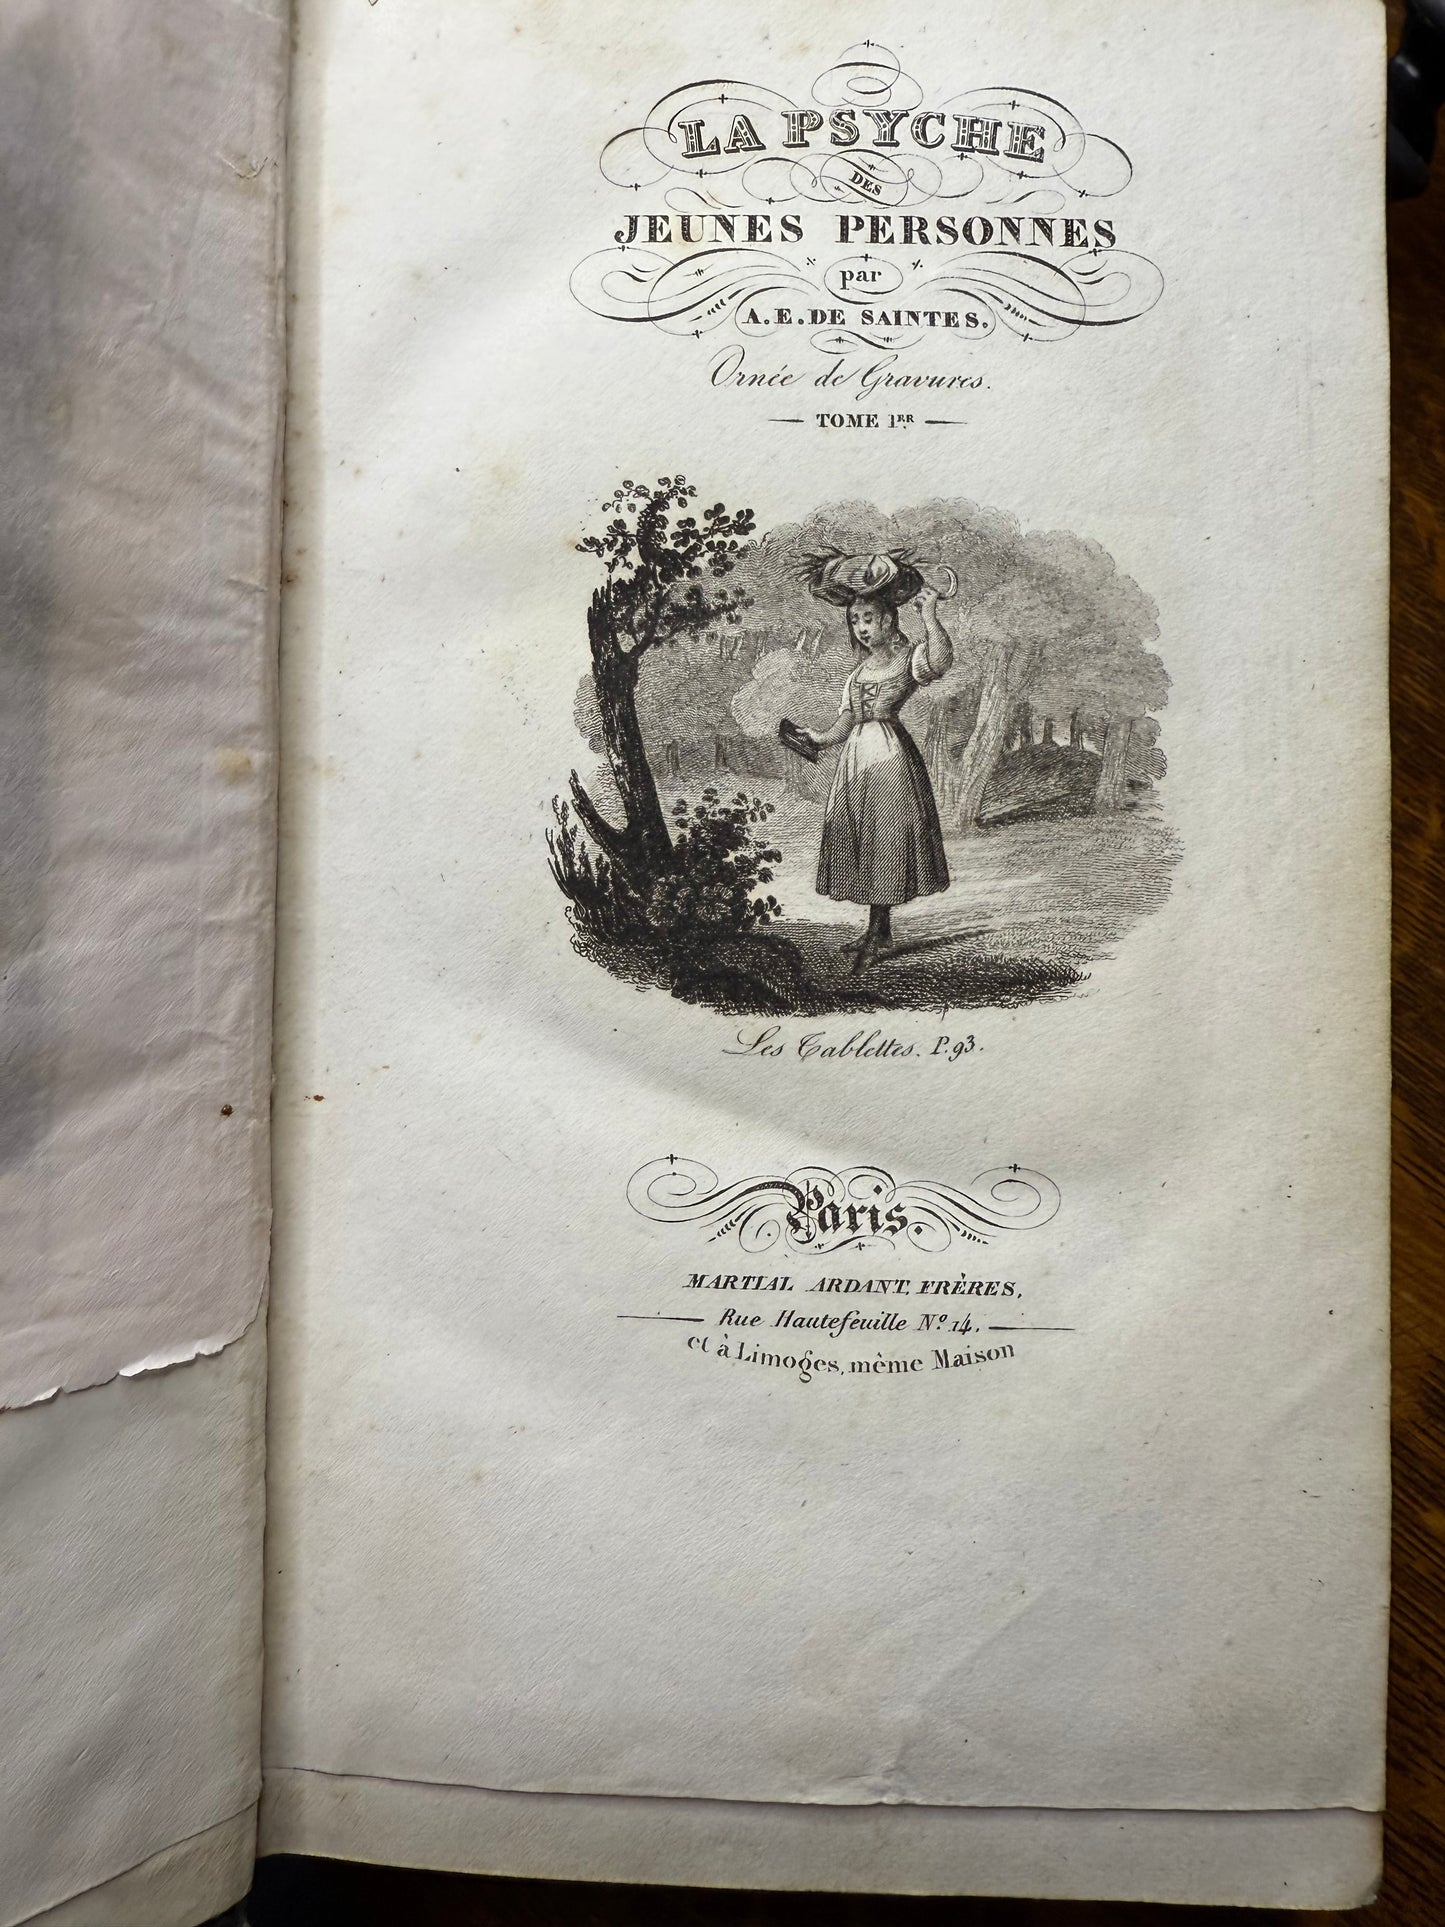 LA PSYCHE
DES
JEUNES PERSONNES
par
A. E. DE SAINTES.
Ornée de Gravures.
— TOME 1ER —
Les Tablettes. P. 93.
Paris.
MARTIAL ARDANT, FRÈRES,
Rue Hautefeuille Nº 14.
et à Limoges, même Maison